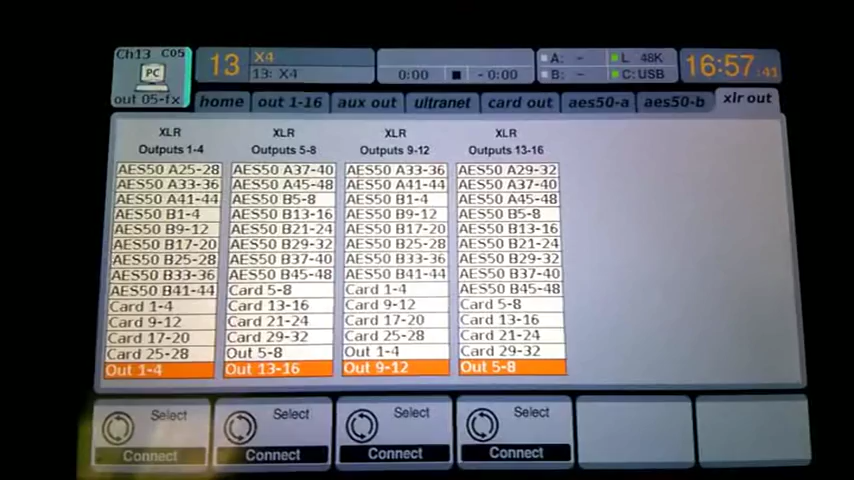 Ch13 C05
PC
out 05-fx
13
X4
13: X4
0:00 - 0:00
A: - L 48K
B: - C: USB
16:57:41
home
out 1-16
aux out
ultranet
card out
aes50-a
aes50-b
xlr out
XLR
Outputs 1-4
AES50 A25-28
AES50 A33-36
AES50 A41-44
AES50 B1-4
AES50 B9-12
AES50 B17-20
AES50 B25-28
AES50 B33-36
AES50 B41-44
Card 1-4
Card 9-12
Card 17-20
Card 25-28
Out 1-4
XLR
Outputs 5-8
AES50 A37-40
AES50 A45-48
AES50 B5-8
AES50 B13-16
AES50 B21-24
AES50 B29-32
AES50 B37-40
AES50 B45-48
Card 5-8
Card 13-16
Card 21-24
Card 29-32
Out 5-8
Out 13-16
XLR
Outputs 9-12
AES50 A33-36
AES50 A41-44
AES50 B1-4
AES50 B9-12
AES50 B17-20
AES50 B25-28
AES50 B33-36
AES50 B41-44
Card 1-4
Card 9-12
Card 17-20
Card 25-28
Out 1-4
Out 9-12
XLR
Outputs 13-16
AES50 A29-32
AES50 A37-40
AES50 A45-48
AES50 B5-8
AES50 B13-16
AES50 B21-24
AES50 B29-32
AES50 B37-40
AES50 B45-48
Card 5-8
Card 13-16
Card 21-24
Card 29-32
Out 5-8
Select
Connect
Select
Connect
Select
Connect
Select
Connect